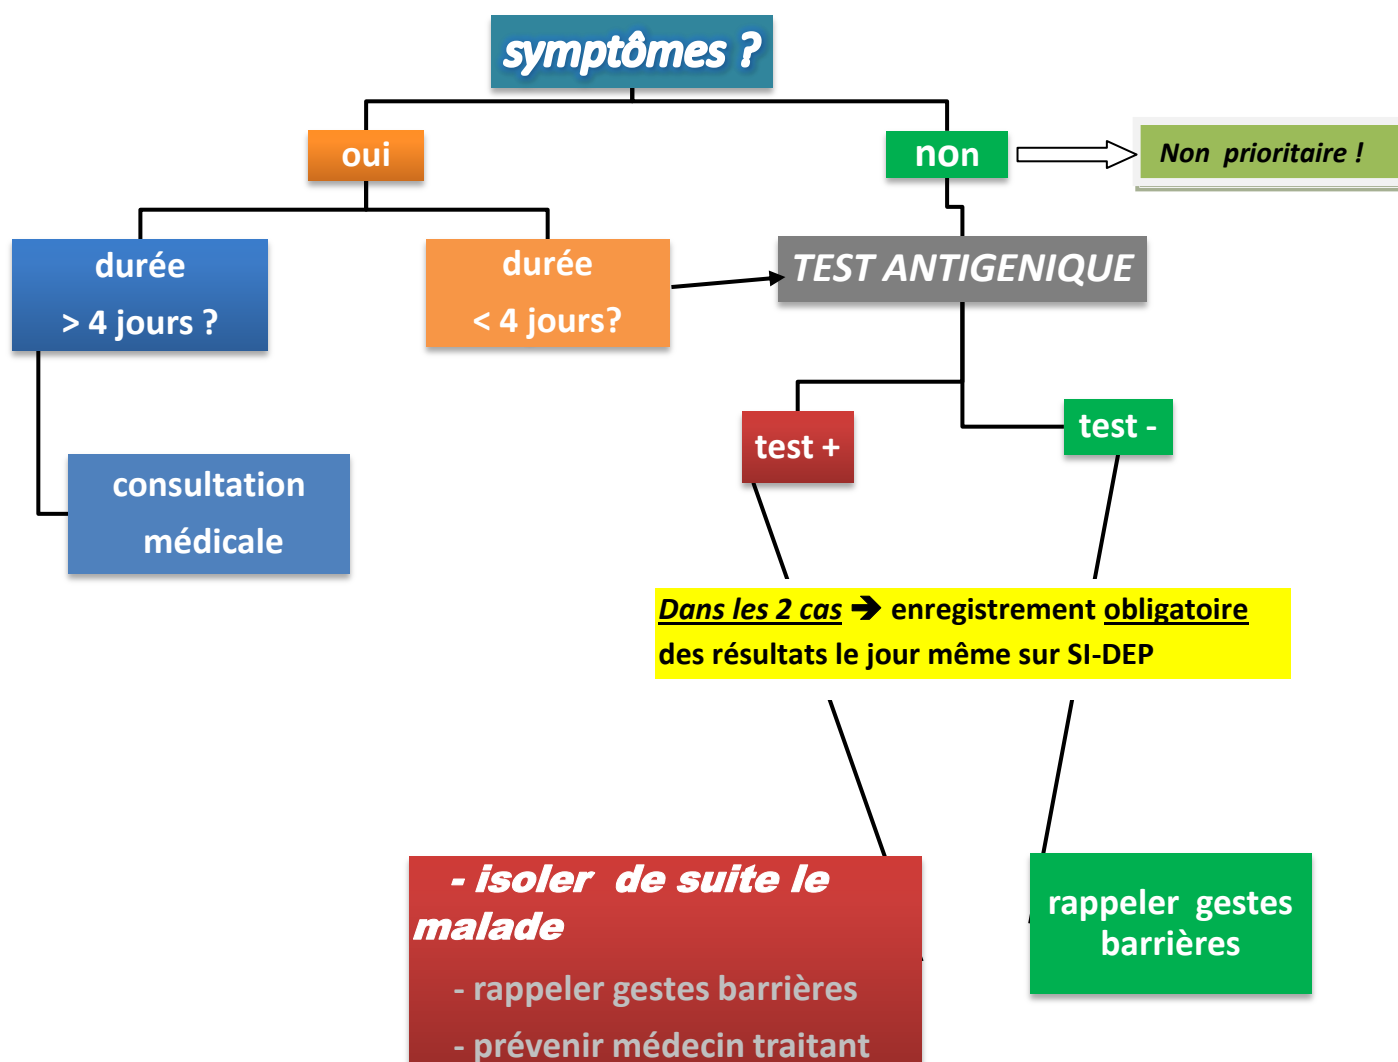 symptômes ?
oui
non
Non prioritaire !
durée
> 4 jours ?
durée
< 4 jours?
TEST ANTIGENIQUE
test +
test -
consultation
médicale
Dans les 2 cas ➔ enregistrement obligatoire
des résultats le jour même sur SI-DEP
- isoler de suite le
malade
- rappeler gestes barrières
- prévenir médecin traitant
rappeler gestes
barrières